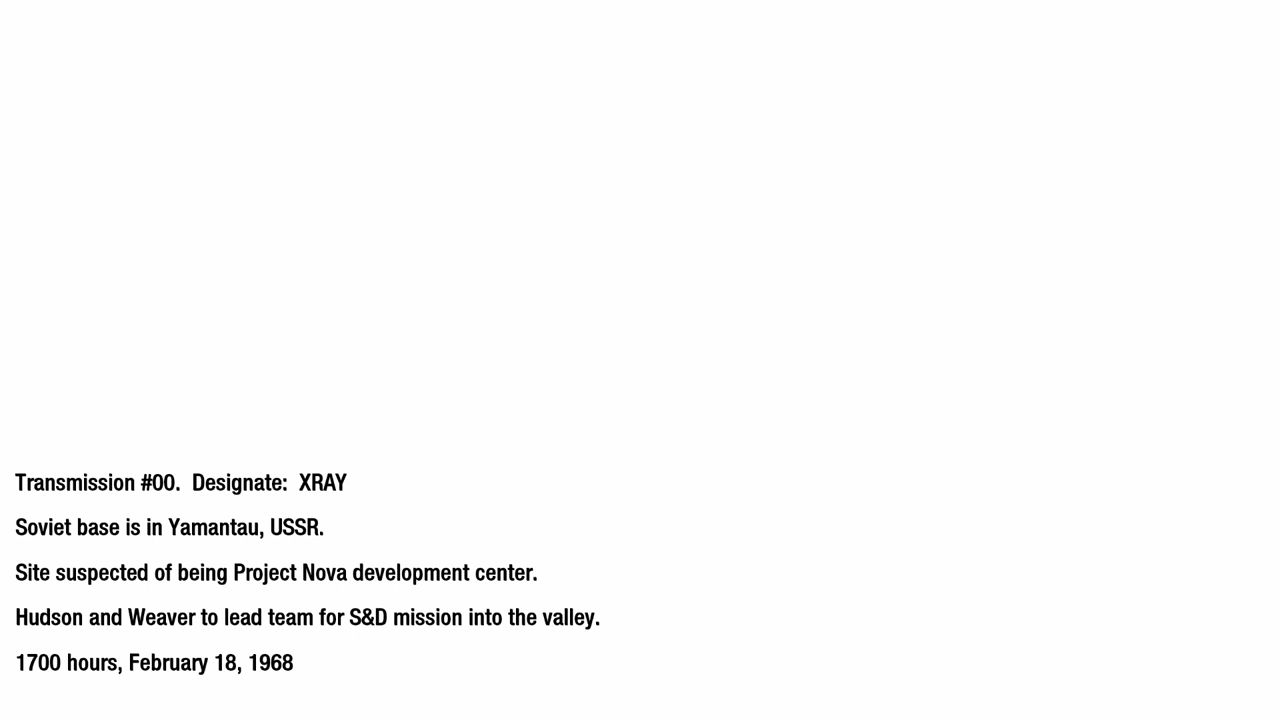 Transmission #00.  Designate:  XRAY
Soviet base is in Yamantau, USSR.
Site suspected of being Project Nova development center.
Hudson and Weaver to lead team for S&D mission into the valley.
1700 hours, February 18, 1968